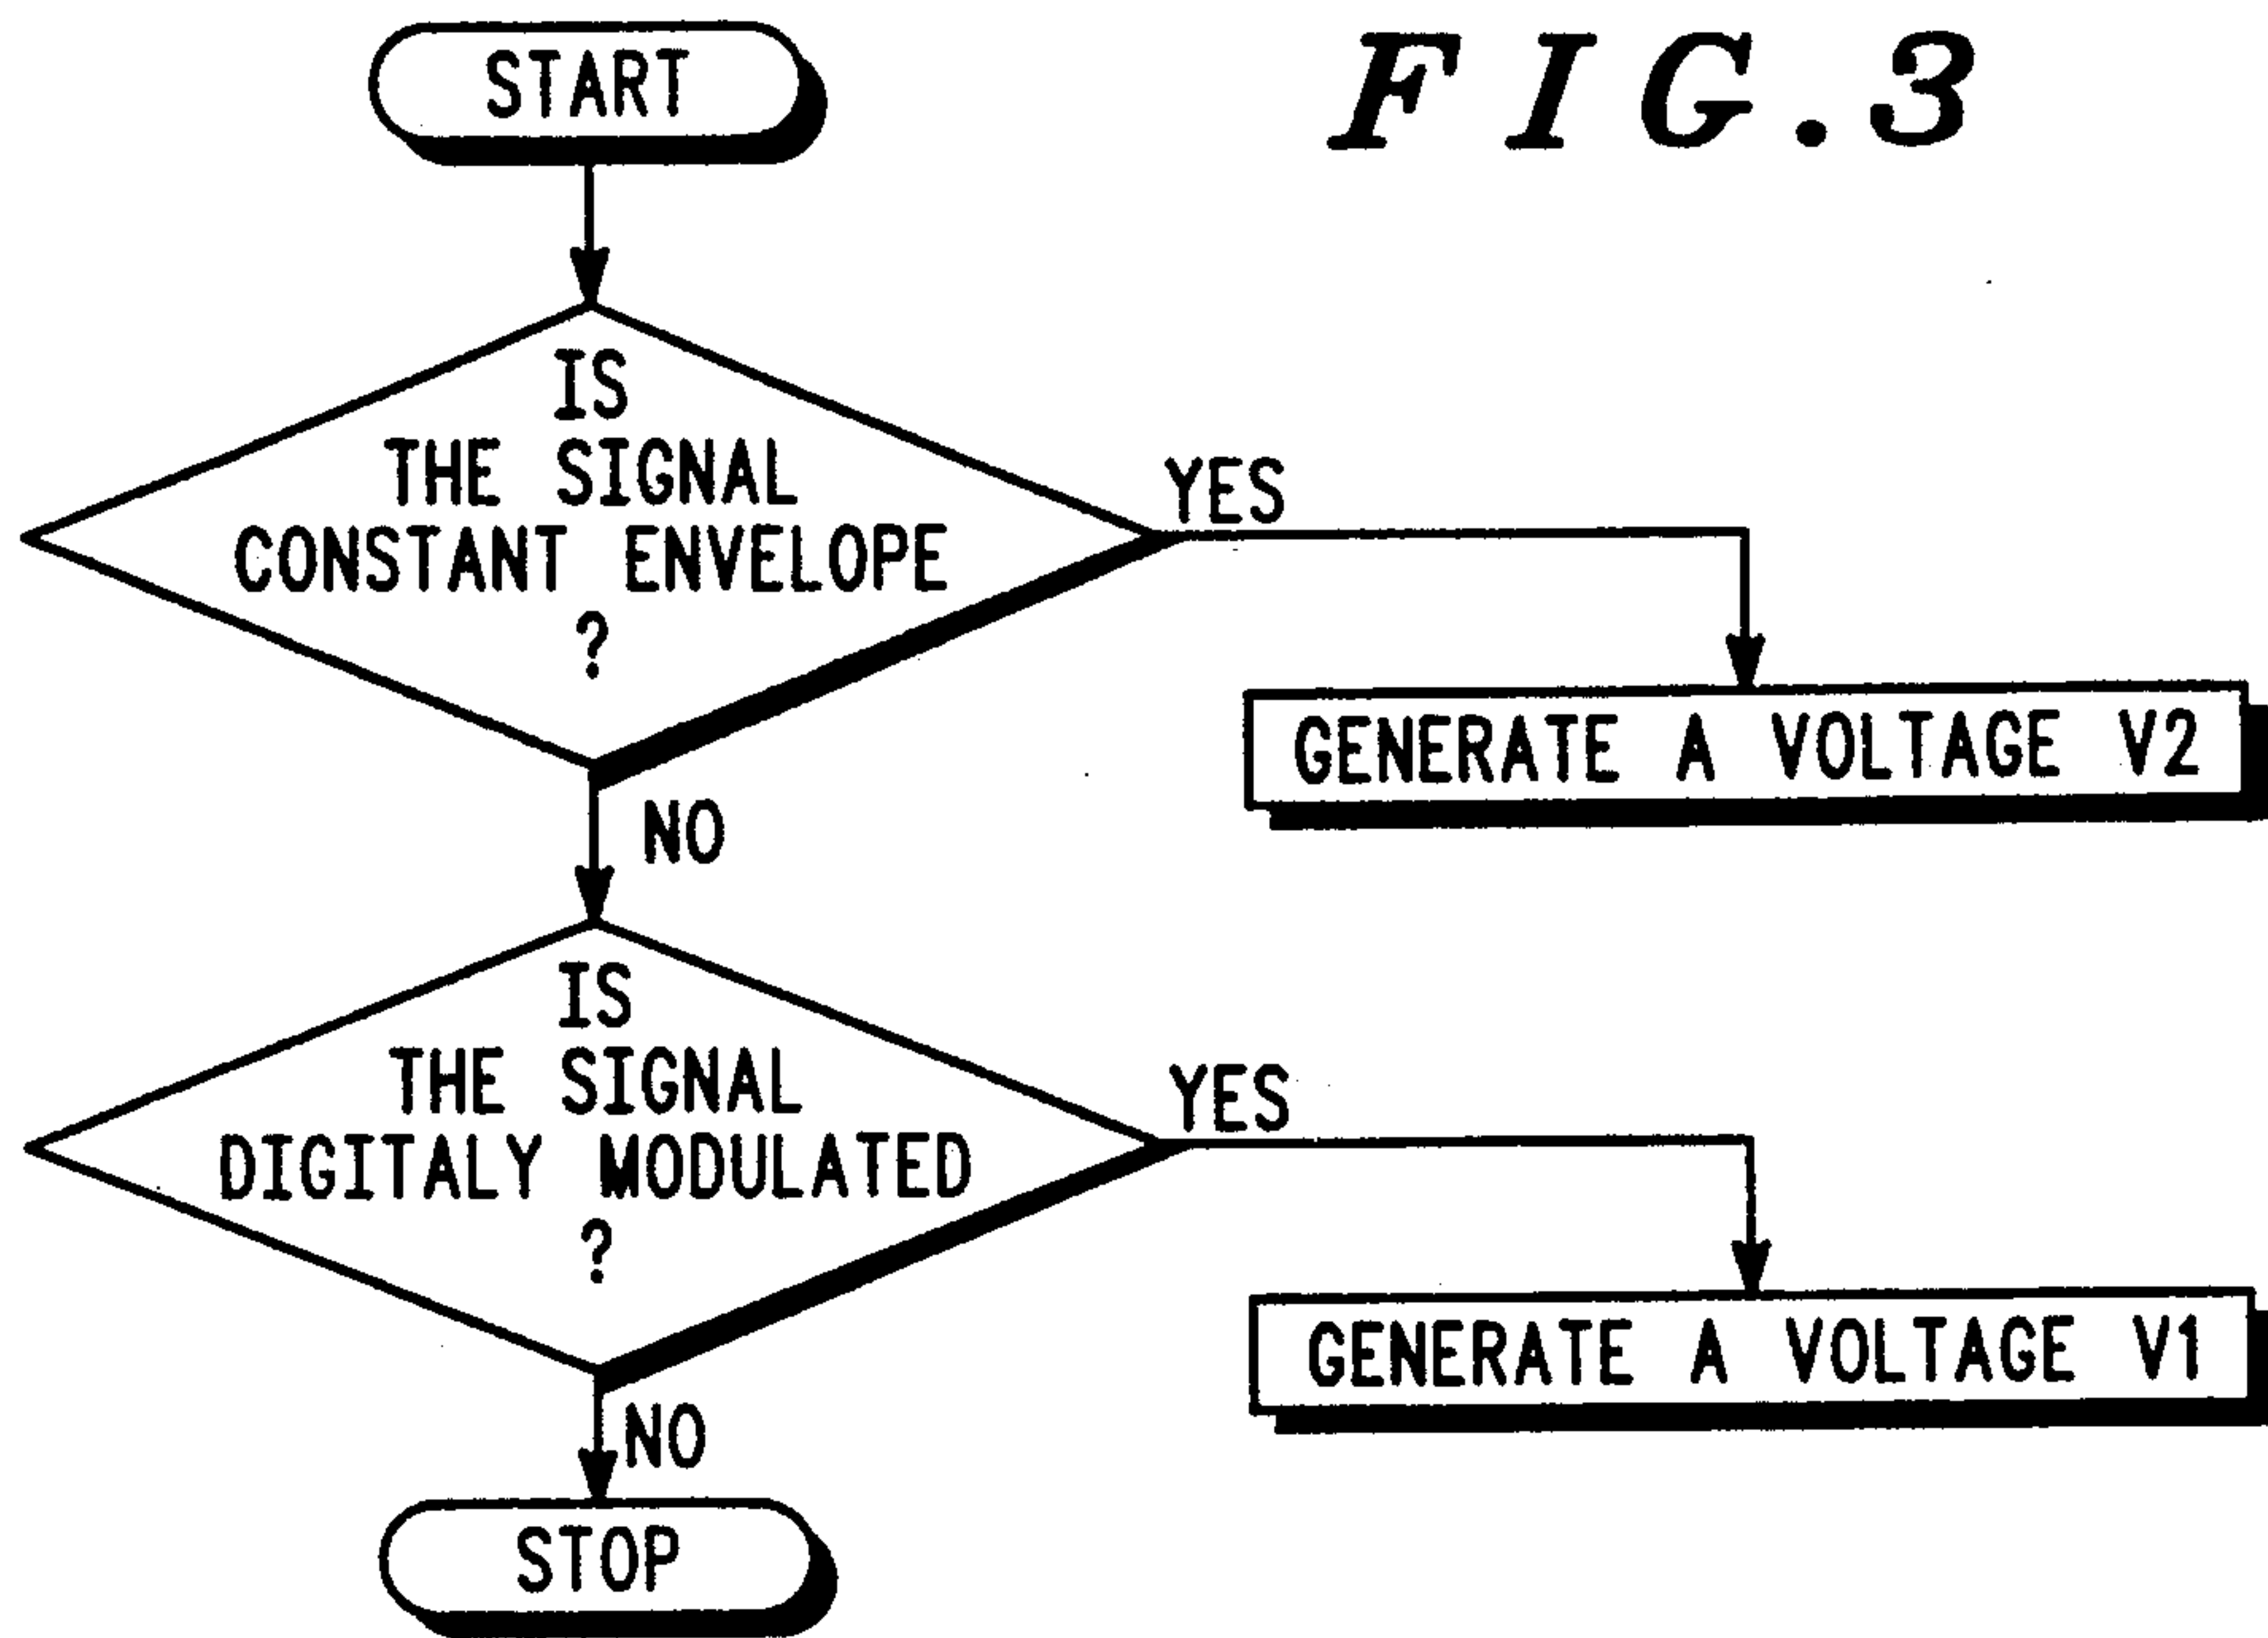 START
FIG.3
IS
THE SIGNAL
CONSTANT ENVELOPE
?
YES
GENERATE A VOLTAGE V2
NO
IS
THE SIGNAL
DIGITALY MODULATED
?
YES
GENERATE A VOLTAGE V1
NO
STOP